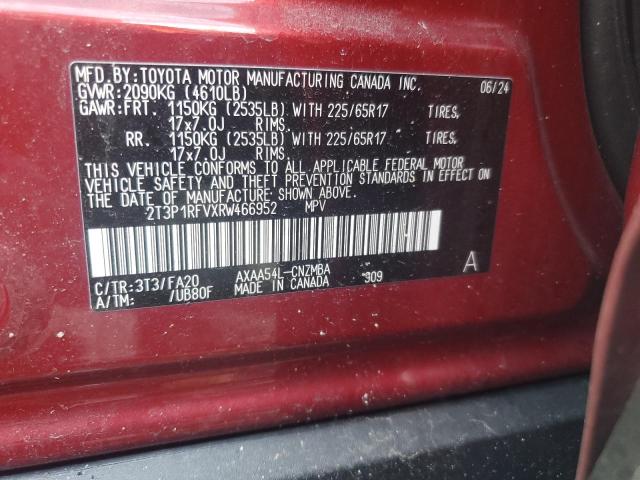 MFD.BY:TOYOTA MOTOR MANUFACTURING CANADA INC. 06/24
GVWR:2090KG (4610LB)
GAWR:FRT. 1150KG (2535LB) WITH 225/65R17 TIRES,
17x7.0J RIMS.
RR. 1150KG (2535LB) WITH 225/65R17 TIRES,
17x7.0J RIMS.
THIS VEHICLE CONFORMS TO ALL APPLICABLE FEDERAL MOTOR
VEHICLE SAFETY AND THEFT PREVENTION STANDARDS IN EFFECT ON
THE DATE OF MANUFACTURE SHOWN ABOVE.
2T3P1RFVXRW466952 MPV
C/TR:3T3/FA20 AXAA54L-CNZMBA 309 A
A/TM: /UB80F MADE IN CANADA